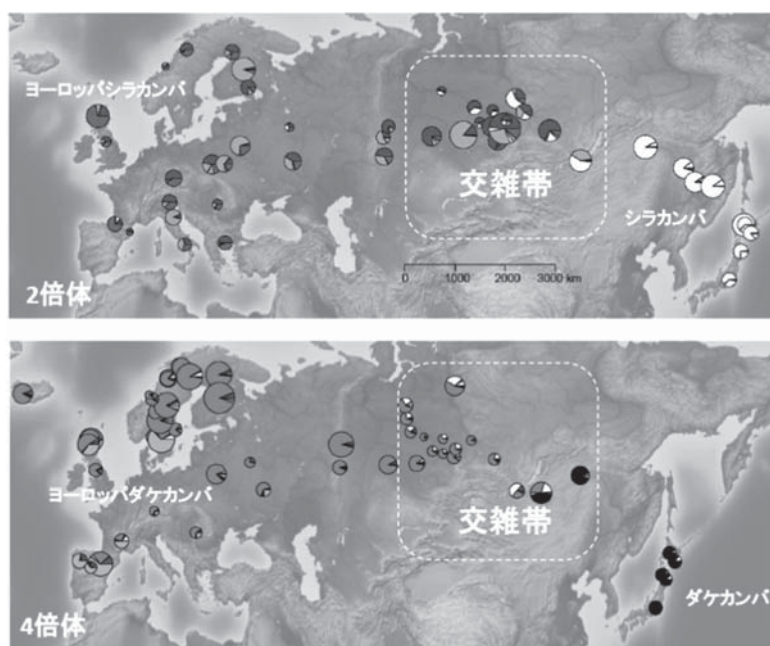 ヨーロッパシラカンバ
交雑帯
シラカンバ
0 1,000 2000 3000 km
2倍体
ヨーロッパダケカンバ
交雑帯
ダケカンバ
4倍体